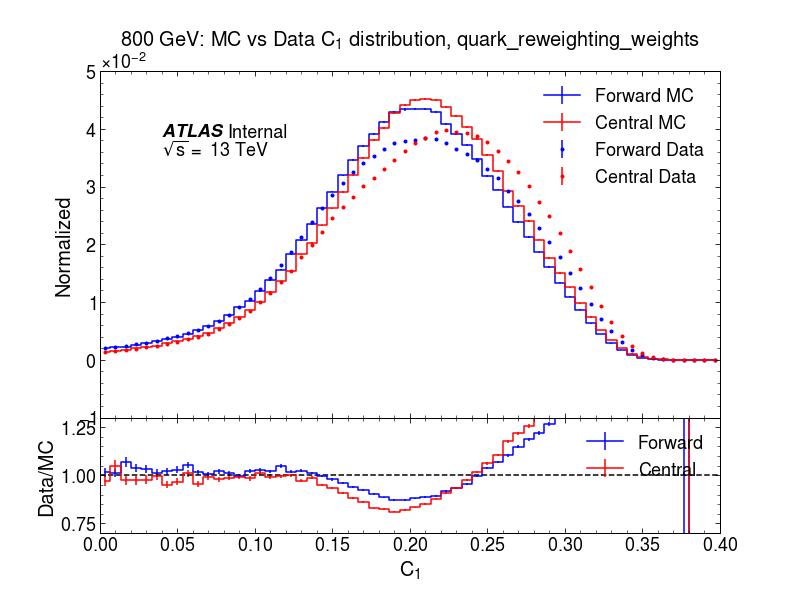 800 GeV: MC vs Data C₁ distribution, quark_reweighting_weights
×10⁻²
5
4
3
2
1
0
−1
Normalized
ATLAS Internal
√s = 13 TeV
Forward MC
Central MC
Forward Data
Central Data
1.25
1.00
0.75
Data/MC
Forward
Central
0.00 0.05 0.10 0.15 0.20 0.25 0.30 0.35 0.40
C₁